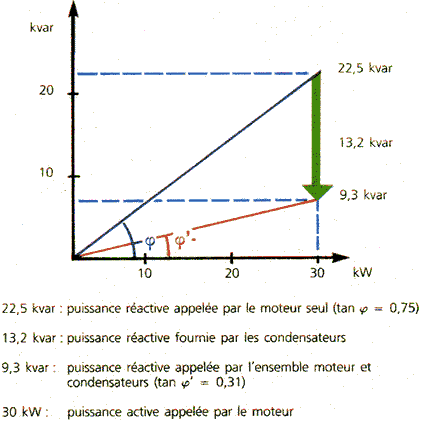 kvar
22,5 kvar
20
13,2 kvar
10
9,3 kvar
φ φ'
10 20 30 kW
22,5 kvar : puissance réactive appelée par le moteur seul (tan φ = 0,75)
13,2 kvar : puissance réactive fournie par les condensateurs
9,3 kvar : puissance réactive appelée par l'ensemble moteur et
condensateurs (tan φ' = 0,31)
30 kW : puissance active appelée par le moteur